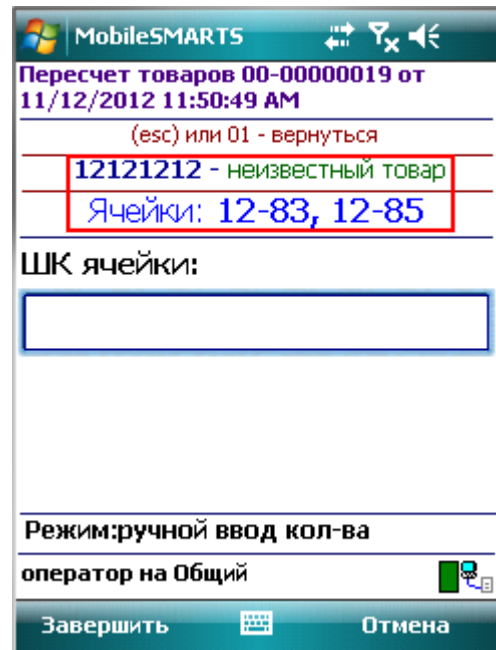 MobileSMARTS
Пересчет товаров 00-00000019 от
11/12/2012 11:50:49 AM
(esc) или 01 - вернуться
12121212 - неизвестный товар
Ячейки: 12-83, 12-85
ШК ячейки:
Режим:ручной ввод кол-ва
оператор на Общий
Завершить Отмена